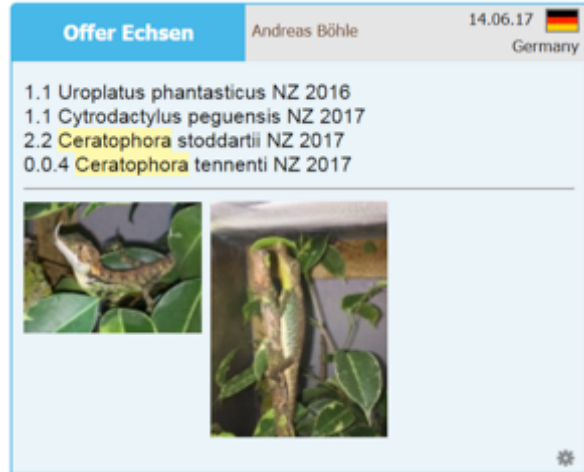 Offer Echsen
Andreas Böhle
14.06.17
Germany
1.1 Uroplatus phantasticus NZ 2016
1.1 Cytrodactylus peguensis NZ 2017
2.2 Ceratophora stoddartii NZ 2017
0.0.4 Ceratophora tennenti NZ 2017